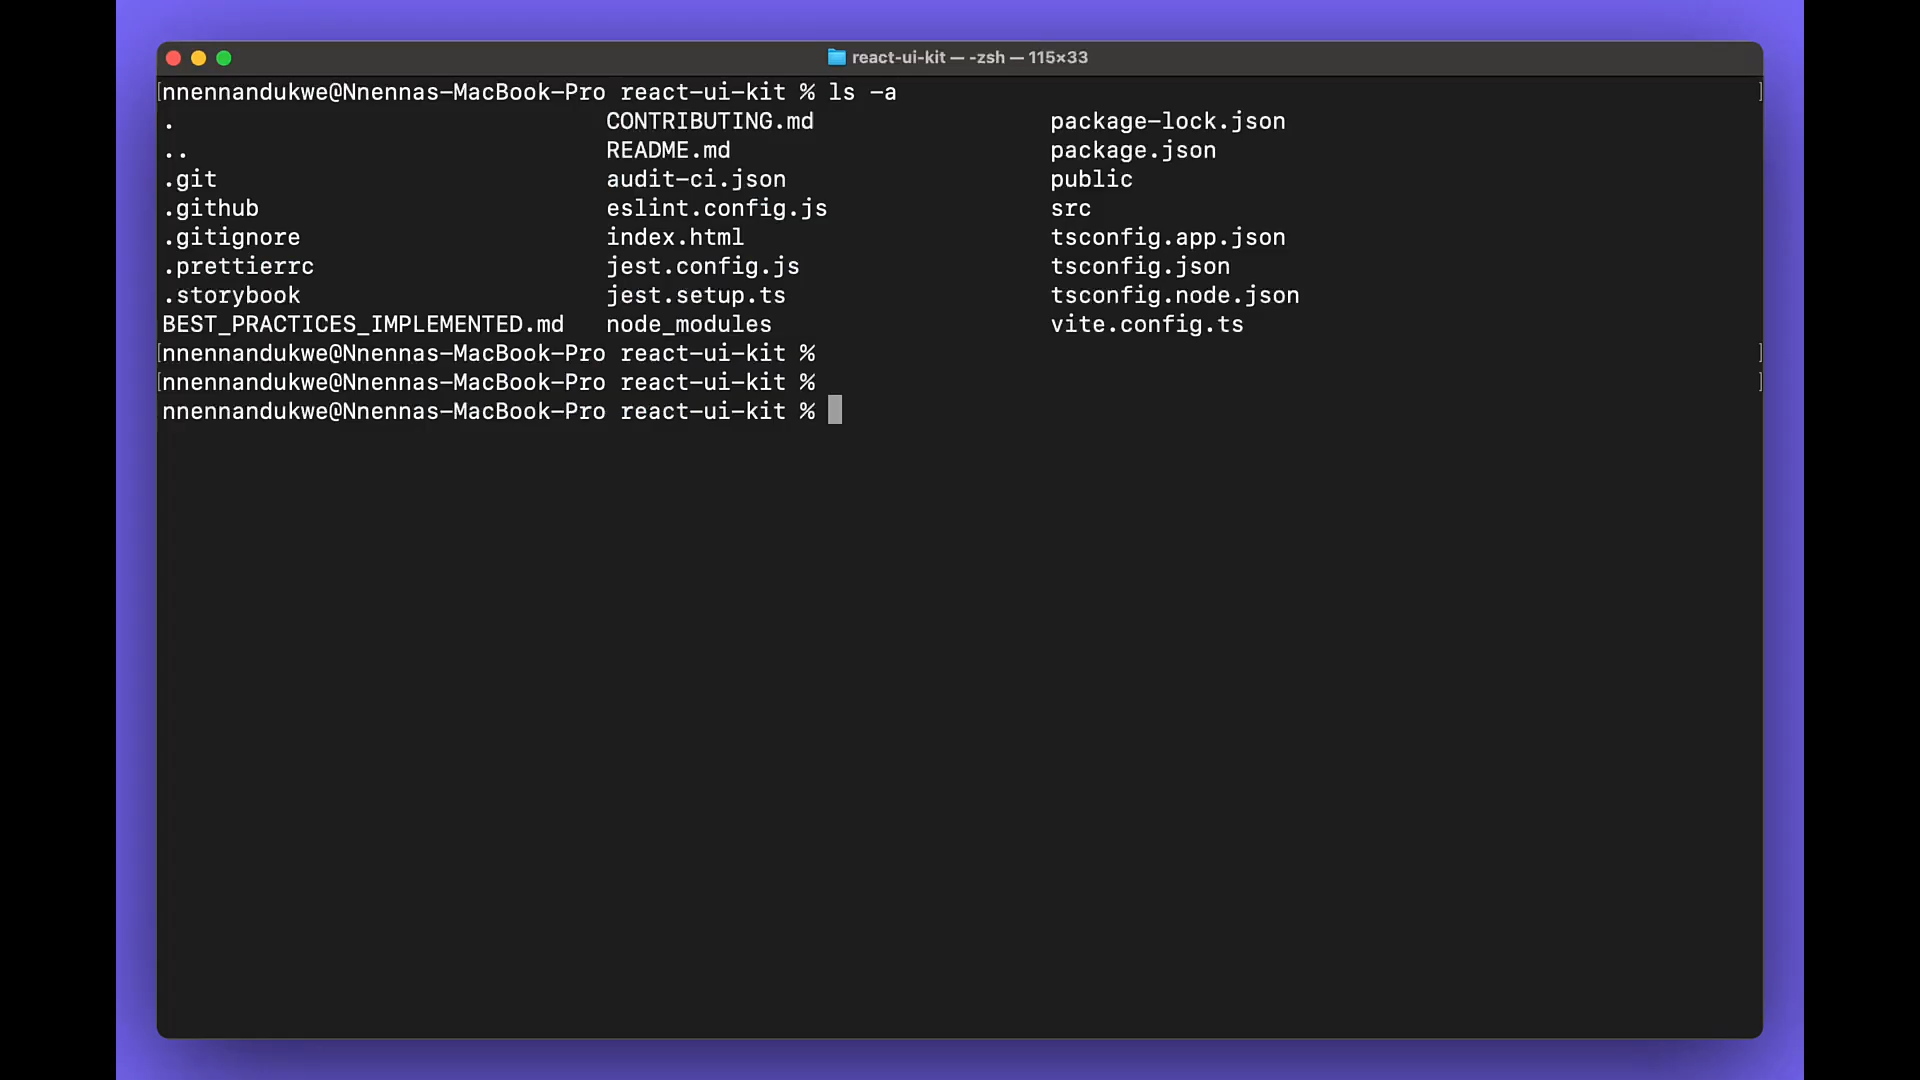 react-ui-kit — -zsh — 115×33
nnennandukwe@Nnennas-MacBook-Pro react-ui-kit % ls -a
. CONTRIBUTING.md package-lock.json
.. README.md package.json
.git audit-ci.json public
.github eslint.config.js src
.gitignore index.html tsconfig.app.json
.prettierrc jest.config.js tsconfig.json
.storybook jest.setup.ts tsconfig.node.json
BEST_PRACTICES_IMPLEMENTED.md node_modules vite.config.ts
nnennandukwe@Nnennas-MacBook-Pro react-ui-kit %
nnennandukwe@Nnennas-MacBook-Pro react-ui-kit %
nnennandukwe@Nnennas-MacBook-Pro react-ui-kit %